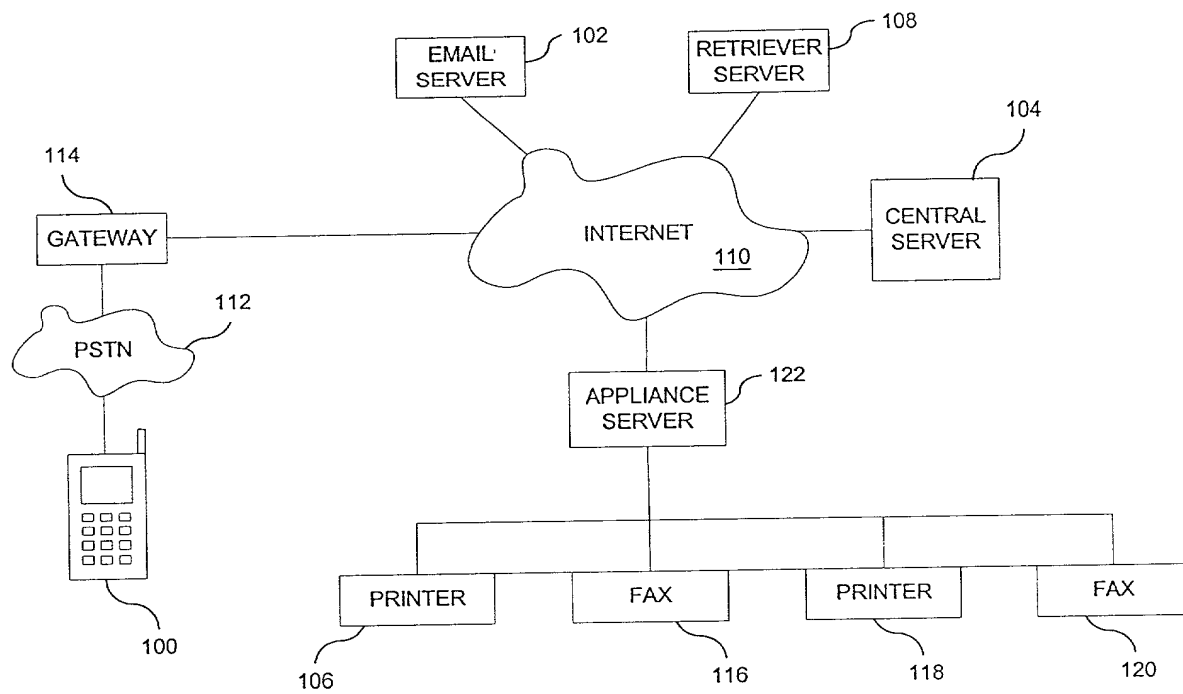 102
EMAIL
SERVER
108
RETRIEVER
SERVER
104
CENTRAL
SERVER
114
GATEWAY
INTERNET
110
112
PSTN
122
APPLIANCE
SERVER
100
PRINTER
106
FAX
116
PRINTER
118
FAX
120